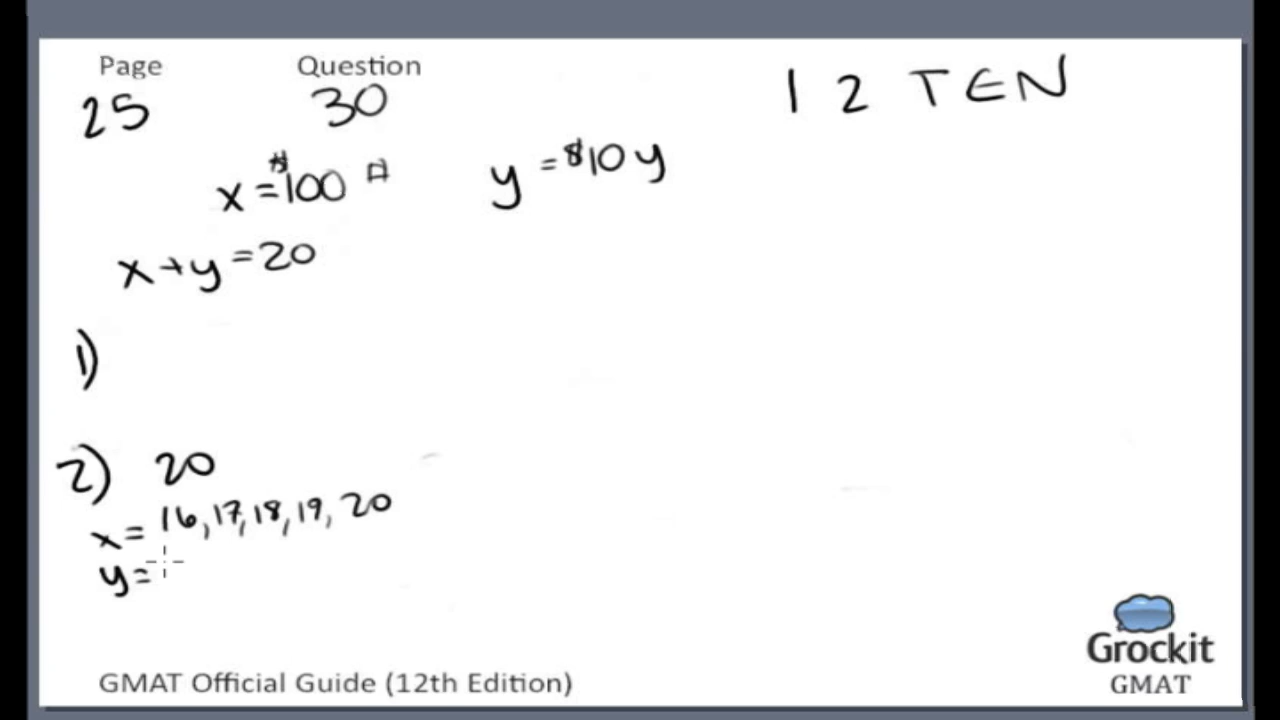 Page Question
25 30
1 2 TEN
x = $100 y = $10 y
x + y = 20
1)
2) 20
x = 16, 17, 18, 19, 20
y =
GMAT Official Guide (12th Edition)
Grockit
GMAT